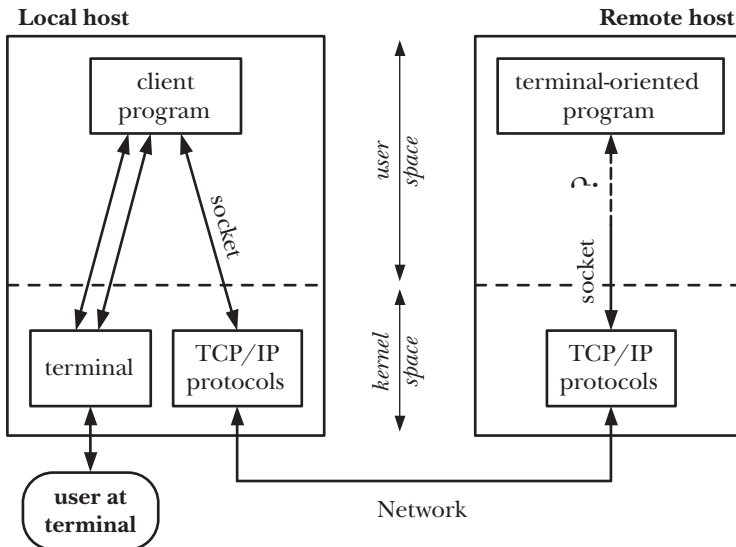 Local host
Remote host
client
program
terminal-oriented
program
user
space
?
socket
socket
kernel
space
terminal
TCP/IP
protocols
TCP/IP
protocols
user at
terminal
Network